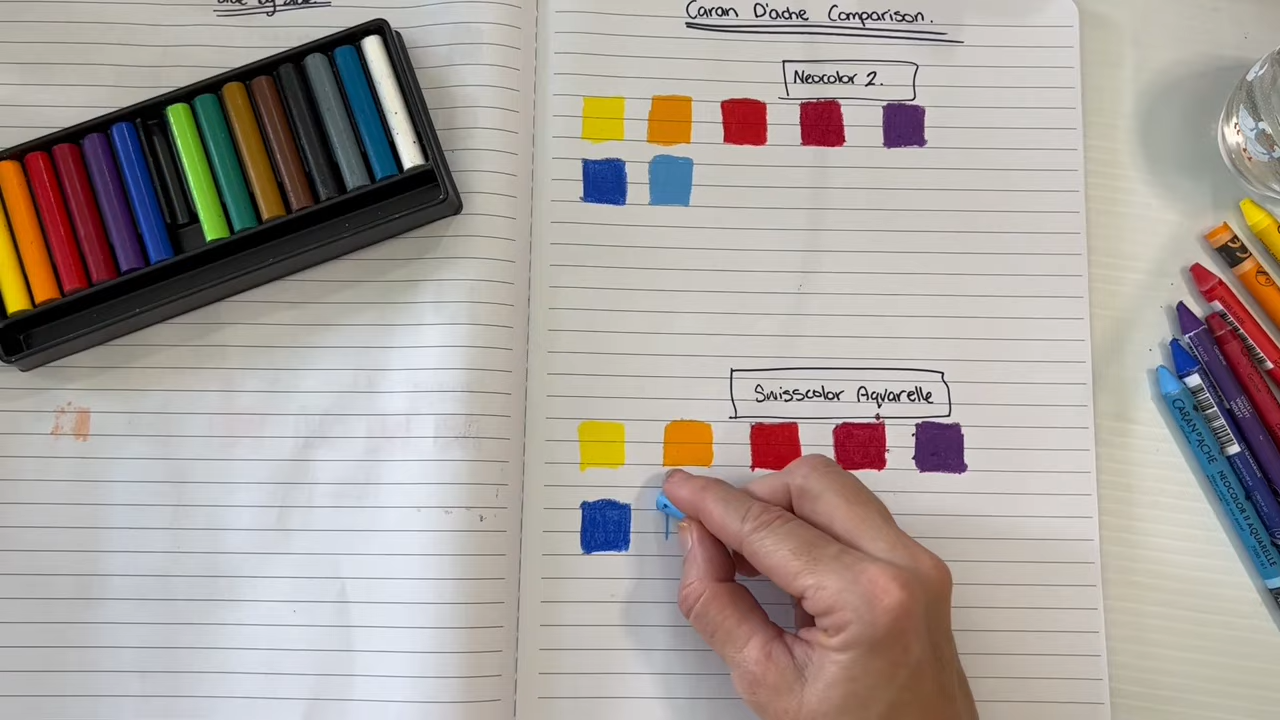 Caran D'ache Comparison.
Neocolor 2.
Swisscolor Aquarelle
CARAN D'ACHE NEOCOLOR II AQUARELLE